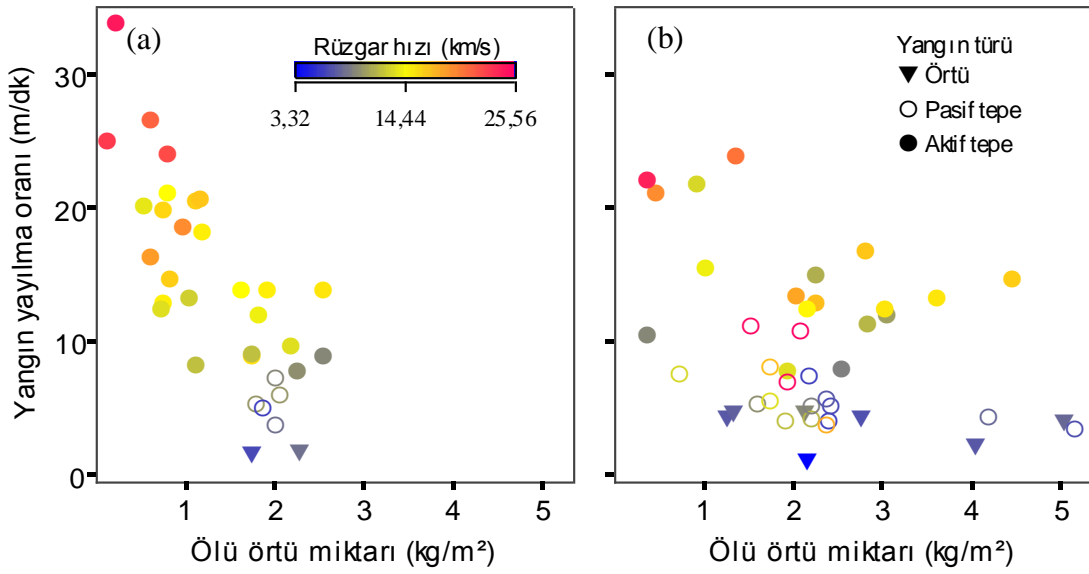 (a)
Rüzgar hızı (km/s)
3,32 14,44 25,56
(b)
Yangın türü
Örtü
Pasif tepe
Aktif tepe
Yangın yayılma oranı (m/dk)
30
20
10
0
1 2 3 4 5
1 2 3 4 5
Ölü örtü miktarı (kg/m²)
Ölü örtü miktarı (kg/m²)